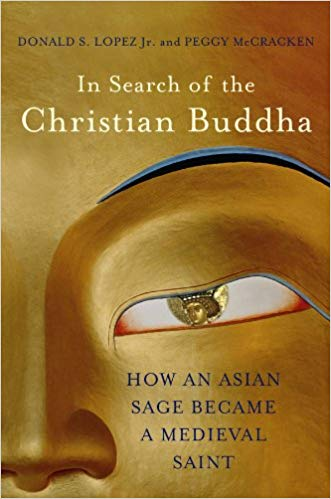 DONALD S. LOPEZ Jr. and PEGGY McCRACKEN
In Search of the
Christian Buddha
HOW AN ASIAN
SAGE BECAME
A MEDIEVAL
SAINT